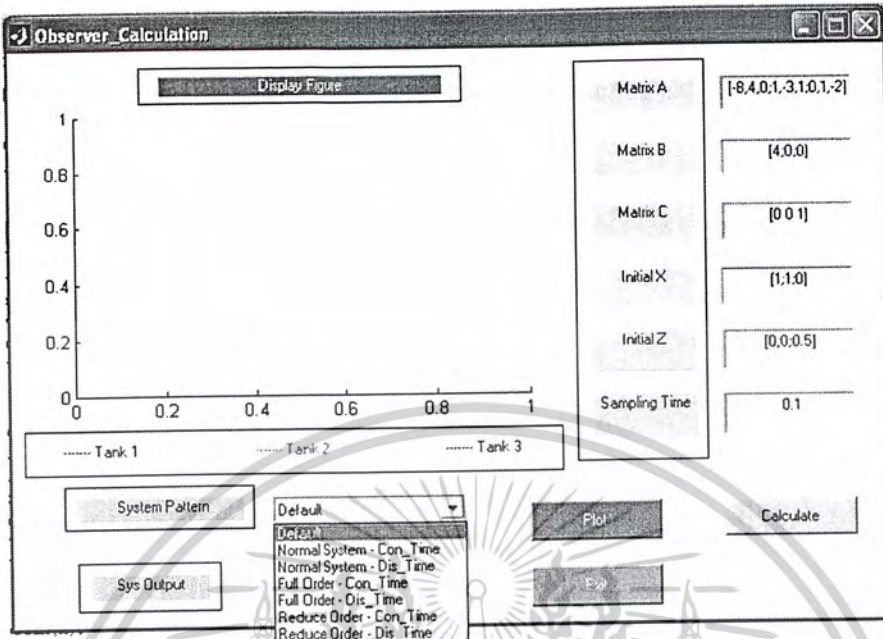 Observer_Calculation
Display Figure
1
0.8
0.6
0.4
0.2
0
0
0.2
0.4
0.6
0.8
1
Tank 1
Tank 2
Tank 3
Matrix A
[-8,4,0;1,-3,1;0,1,-2]
Matrix B
[4;0;0]
Matrix C
[0 0 1]
Initial X
[1;1;0]
Initial Z
[0,0;0.5]
Sampling Time
0.1
System Pattern
Default
Default
Normal System - Con_Time
Normal System - Dis_Time
Full Order - Con_Time
Full Order - Dis_Time
Reduce Order - Con_Time
Reduce Order - Dis_Time
Plot
Calculate
Sys Output
Exit